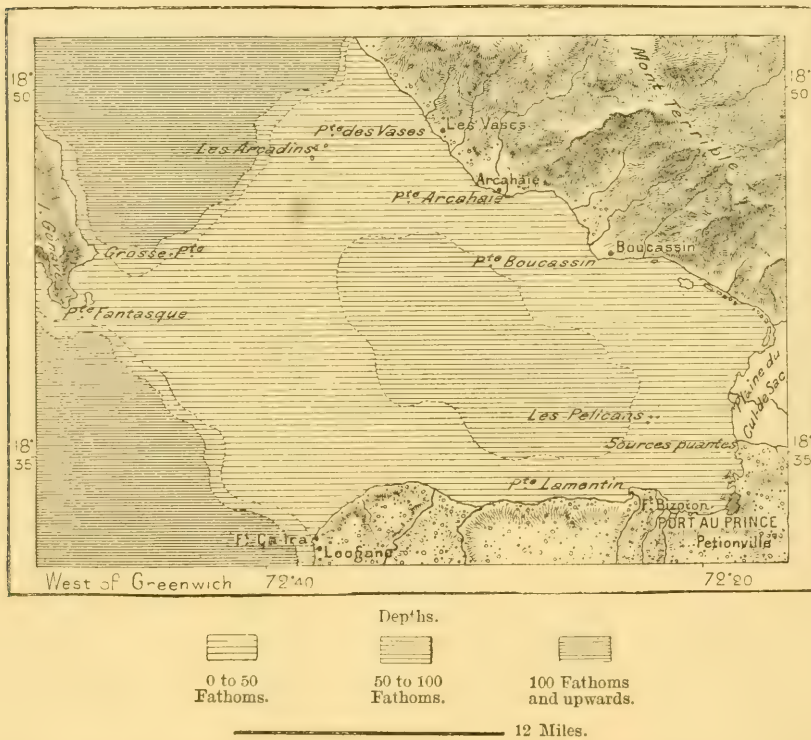 18° 50
18° 50
Mont Terrible
Pte des Vases
Les Vases
Les Arcadins
Arcahaie
Pte Arcahaie
I. Gonave
Grosse Pte
Boucassin
Pte Boucassin
Pte Fantasque
Plaine du Cul de Sac
Les Pelicans
Sources puantes
18° 35
18° 35
Pte Lamentin
Ft. Bizoton
PORT AU PRINCE
Ft. Ça Ira
Leogane
Petionville
West of Greenwich 72°40 72°20
Depths.
0 to 50 Fathoms.
50 to 100 Fathoms.
100 Fathoms and upwards.
12 Miles.